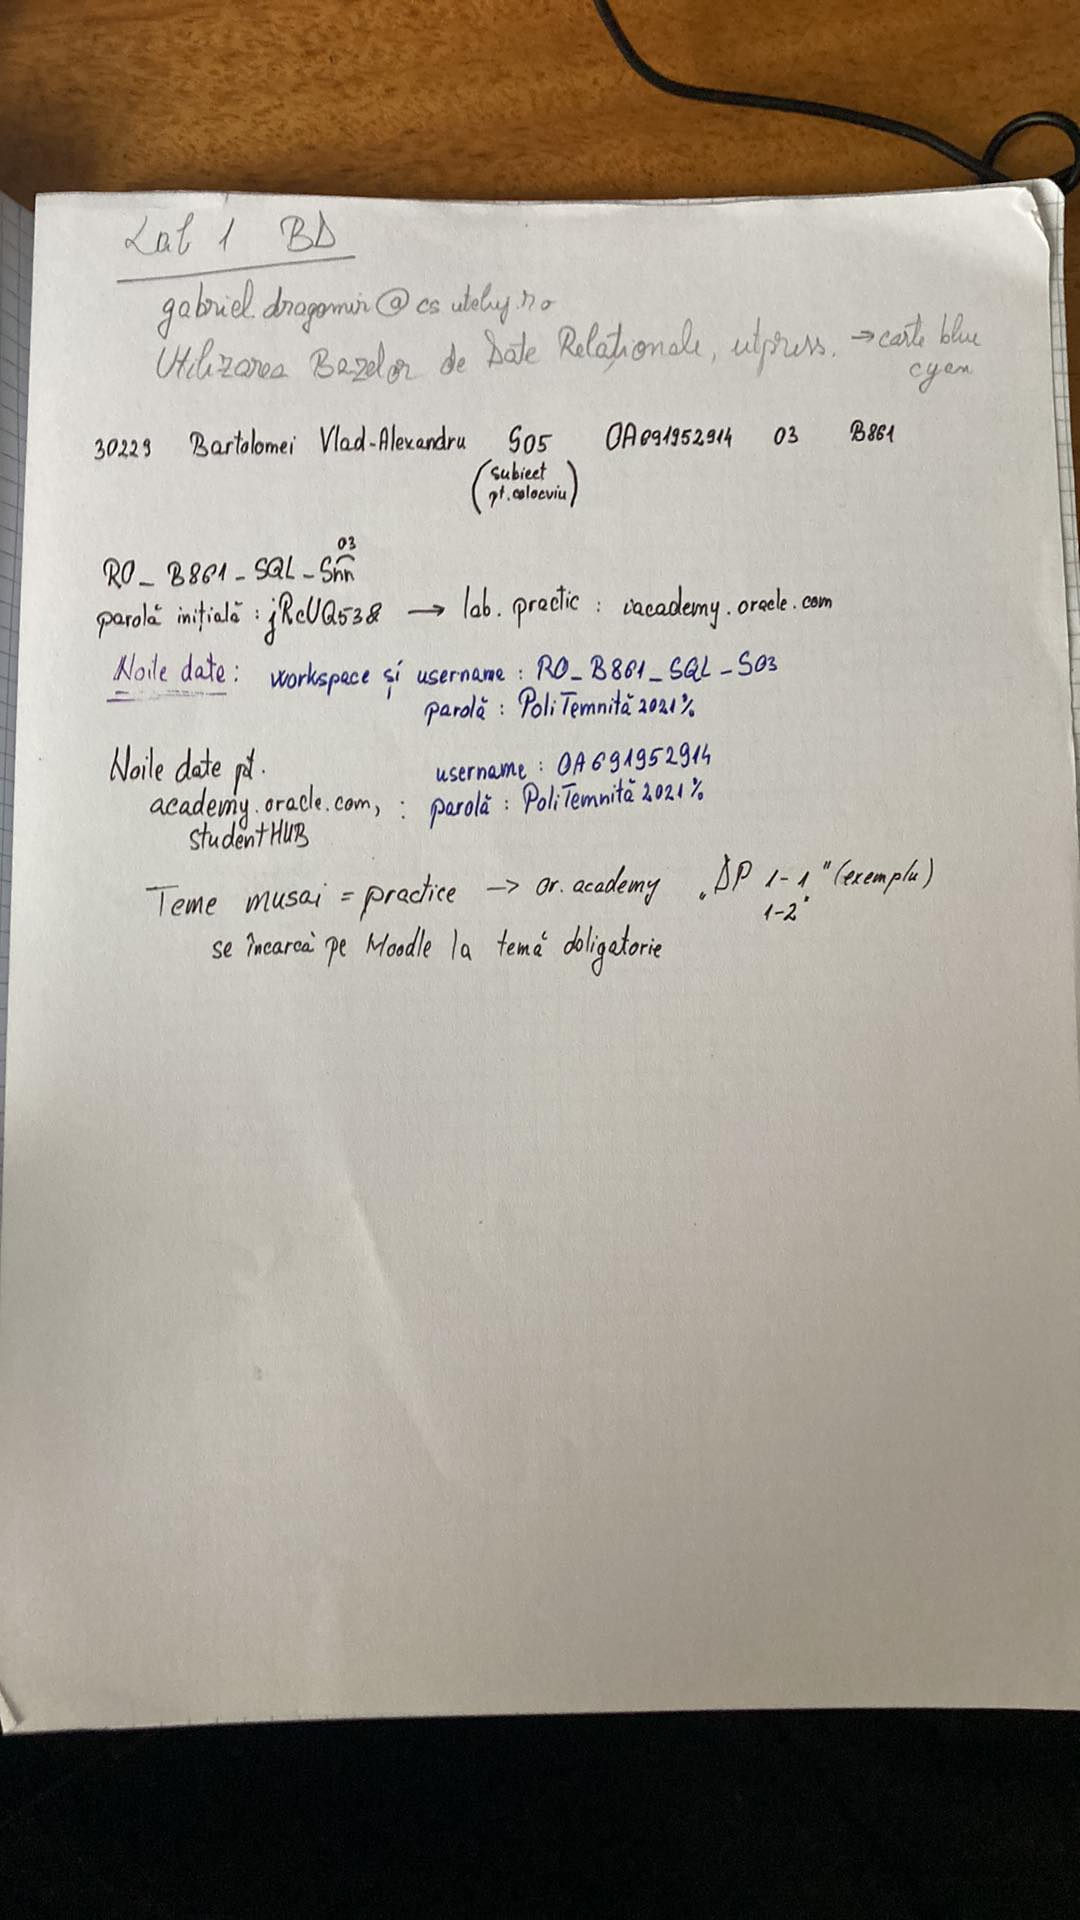 Lab 1 BD
gabriel.dragomir@cs.utcluj.ro
Utilizarea Bazelor de Date Relaționale, utpress. → carte blue
cyan
30229 Bartolomei Vlad-Alexandru S05 OA691952914 03 B861
(subiect
pt. colocviu)
03
RO_B861_SQL_Snn
parolă inițială : jRcUQ538 → lab. practic : iacademy.oracle.com
Noile date : workspace și username : RO_B861_SQL_S03
parolă : PoliTemnită2021%
Noile date pt. username : OA691952914
academy.oracle.com, : parolă : PoliTemnită2021%
studentHUB
Teme musai = practice → or. academy „DP 1-1" (exemplu)
1-2"
se încarcă pe Moodle la temă obligatorie